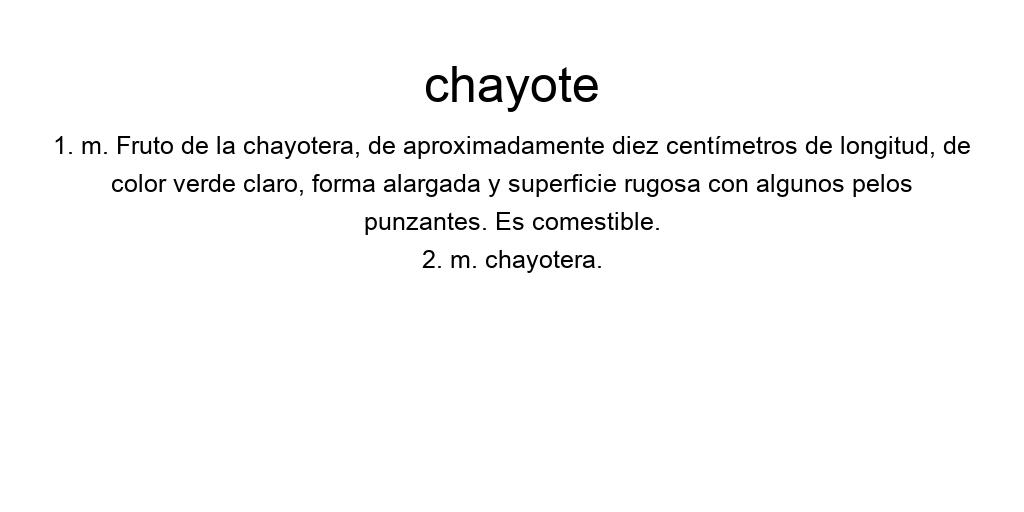 chayote
1. m. Fruto de la chayotera, de aproximadamente diez centímetros de longitud, de
color verde claro, forma alargada y superficie rugosa con algunos pelos
punzantes. Es comestible.
2. m. chayotera.